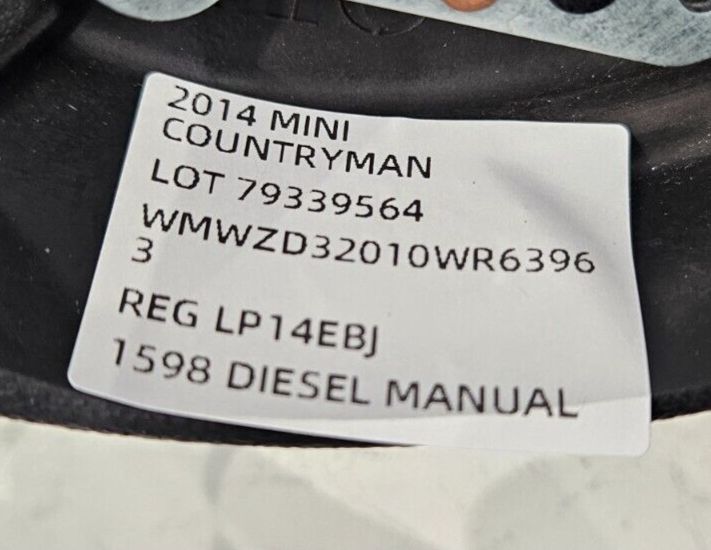 2014 MINI
COUNTRYMAN
LOT 79339564
WMWZD32010WR6396
3
REG LP14EBJ
1598 DIESEL MANUAL